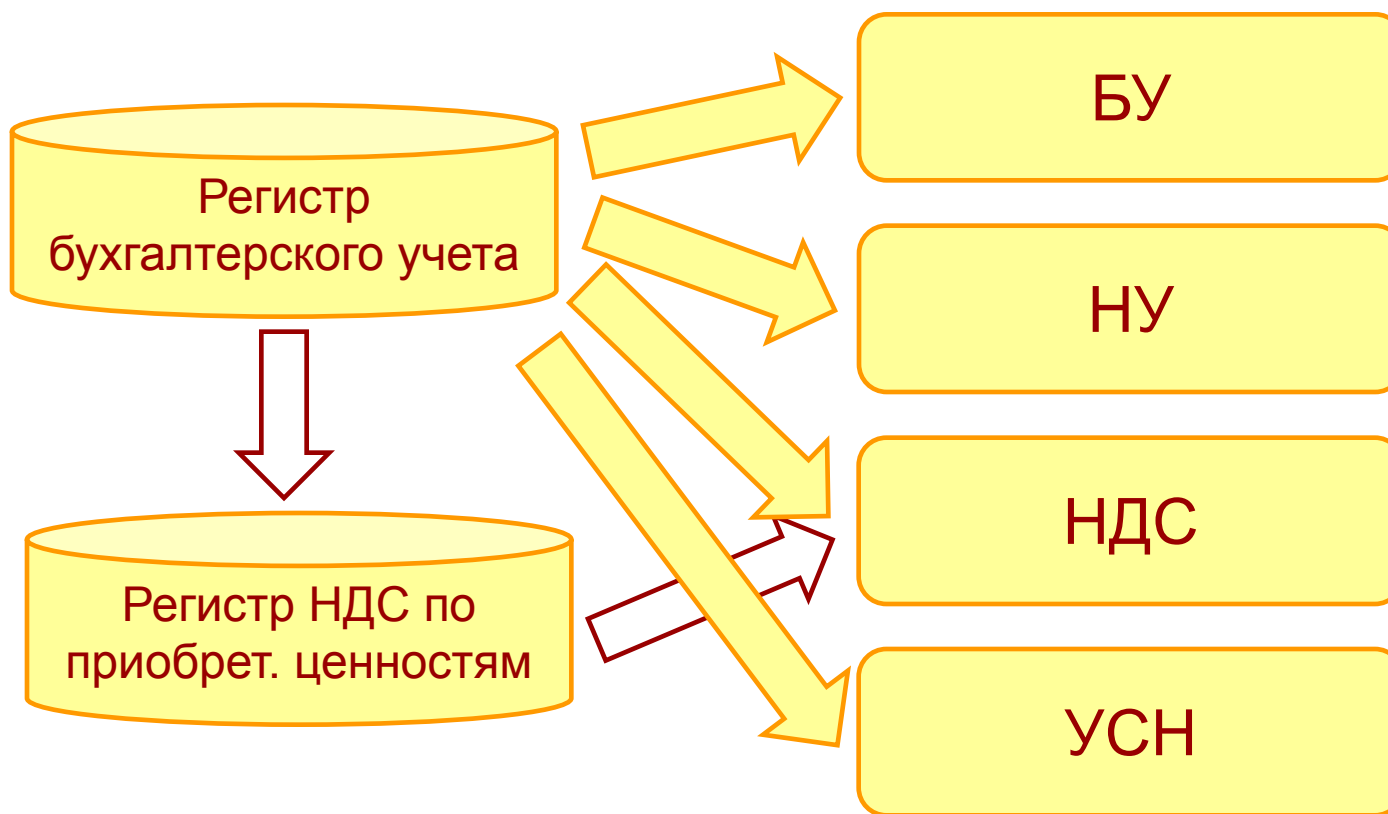 Регистр
бухгалтерского учета
Регистр НДС по
приобрет. ценностям
БУ
НУ
НДС
УСН